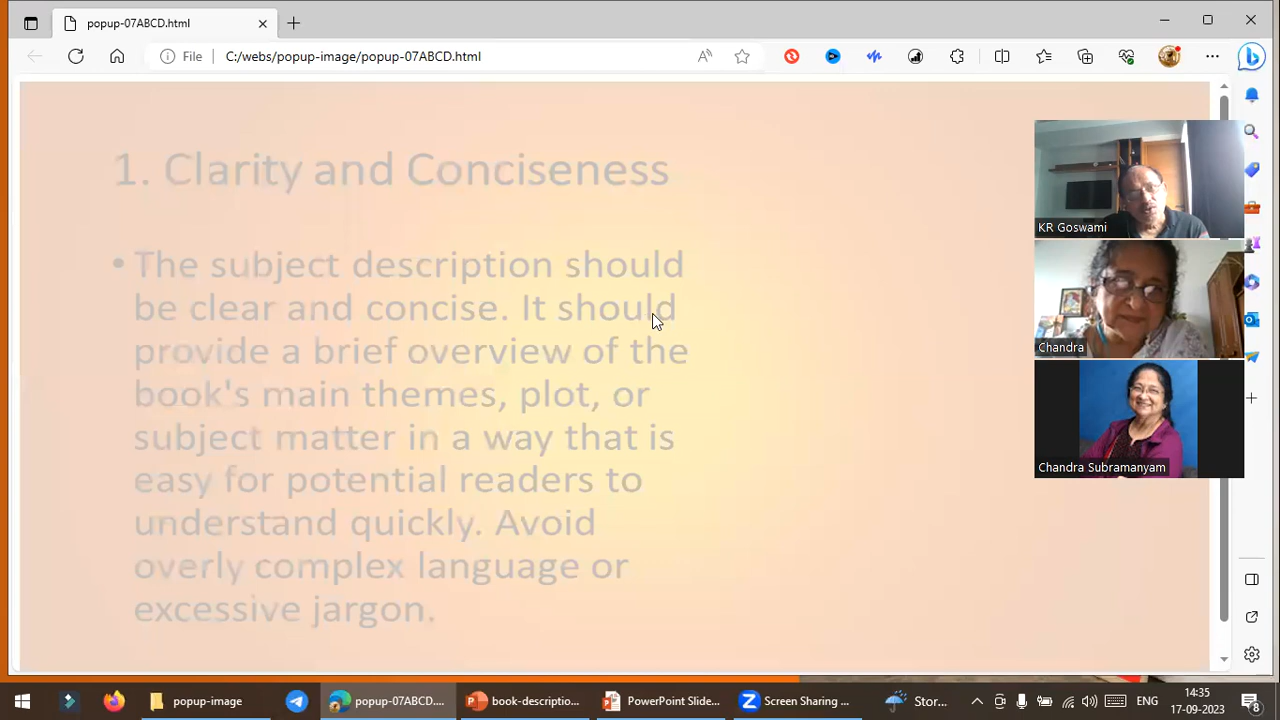 popup-07ABCD.html
File
C:/webs/popup-image/popup-07ABCD.html
1. Clarity and Conciseness
• The subject description should
be clear and concise. It should
provide a brief overview of the
book's main themes, plot, or
subject matter in a way that is
easy for potential readers to
understand quickly. Avoid
overly complex language or
excessive jargon.
KR Goswami
Chandra
Chandra Subramanyam
popup-image
popup-07ABCD....
book-descriptio...
PowerPoint Slide...
Screen Sharing ...
Stor...
ENG
14:35
17-09-2023
8